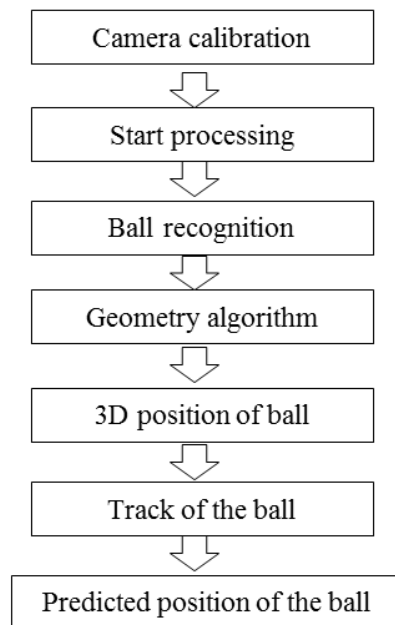 Camera calibration
Start processing
Ball recognition
Geometry algorithm
3D position of ball
Track of the ball
Predicted position of the ball